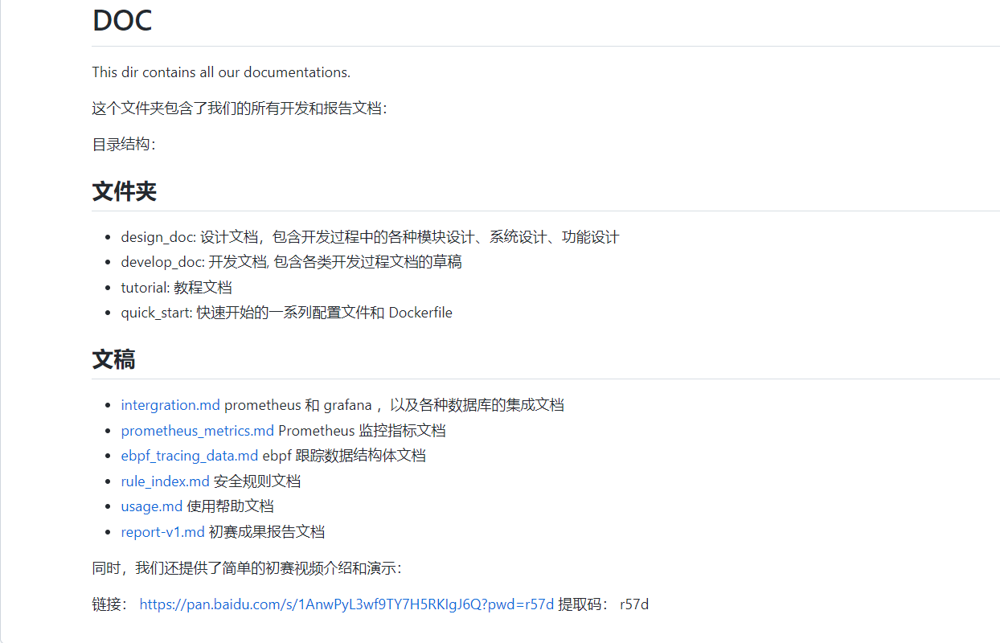 DOC
This dir contains all our documentations.
这个文件夹包含了我们的所有开发和报告文档：
目录结构：
文件夹
design_doc: 设计文档，包含开发过程中的各种模块设计、系统设计、功能设计
develop_doc: 开发文档, 包含各类开发过程文档的草稿
tutorial: 教程文档
quick_start: 快速开始的一系列配置文件和 Dockerfile
文稿
intergration.md prometheus 和 grafana ，以及各种数据库的集成文档
prometheus_metrics.md Prometheus 监控指标文档
ebpf_tracing_data.md ebpf 跟踪数据结构体文档
rule_index.md 安全规则文档
usage.md 使用帮助文档
report-v1.md 初赛成果报告文档
同时，我们还提供了简单的初赛视频介绍和演示：
链接： https://pan.baidu.com/s/1AnwPyL3wf9TY7H5RKIgJ6Q?pwd=r57d 提取码： r57d